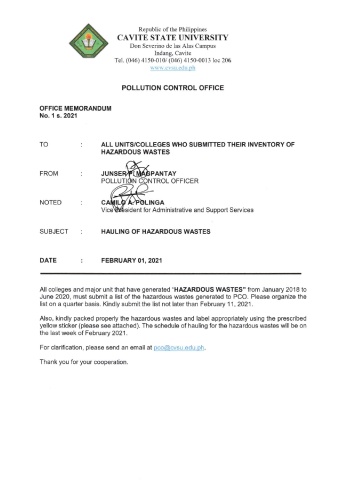 Republic of the Philippines
CAVITE STATE UNIVERSITY
Don Severino de las Alas Campus
Indang, Cavite
Tel. (046) 4150-010/ (046) 4150-0013 loc 206
www.cvsu.edu.ph
POLLUTION CONTROL OFFICE
OFFICE MEMORANDUM
No. 1 s. 2021
TO : ALL UNITS/COLLEGES WHO SUBMITTED THEIR INVENTORY OF
HAZARDOUS WASTES
FROM : JUNSER P. MAGPANTAY
POLLUTION CONTROL OFFICER
NOTED : CAMILO A. POLINGA
Vice President for Administrative and Support Services
SUBJECT : HAULING OF HAZARDOUS WASTES
DATE : FEBRUARY 01, 2021
All colleges and major unit that have generated "HAZARDOUS WASTES" from January 2018 to
June 2020, must submit a list of the hazardous wastes generated to PCO. Please organize the
list on a quarter basis. Kindly submit the list not later than February 11, 2021.
Also, kindly packed properly the hazardous wastes and label appropriately using the prescribed
yellow sticker (please see attached). The schedule of hauling for the hazardous wastes will be on
the last week of February 2021.
For clarification, please send an email at pco@cvsu.edu.ph.
Thank you for your cooperation.